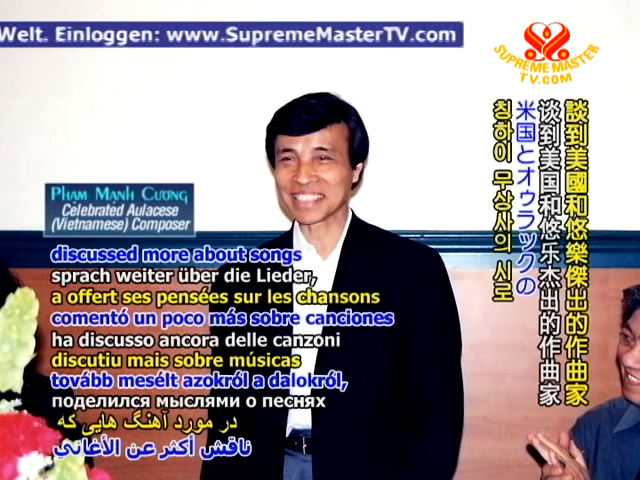 Welt. Einloggen: www.SupremeMasterTV.com
SUPREME MASTER
TV.COM
PHẠM MẠNH CƯƠNG
Celebrated Aulacese
(Vietnamese) Composer
discussed more about songs
sprach weiter über die Lieder,
a offert ses pensées sur les chansons
comentó un poco más sobre canciones
ha discusso ancora delle canzoni
discutiu mais sobre músicas
tovább mesélt azokról a dalokról,
поделился мыслями о песнях
در مورد آهنگ هایی که
ناقش أكثر عن الأغاني
談到美國和悠樂傑出的作曲家
谈到美国和悠乐杰出的作曲家
米国とオゥラックの
칭하이 무상사의 시로